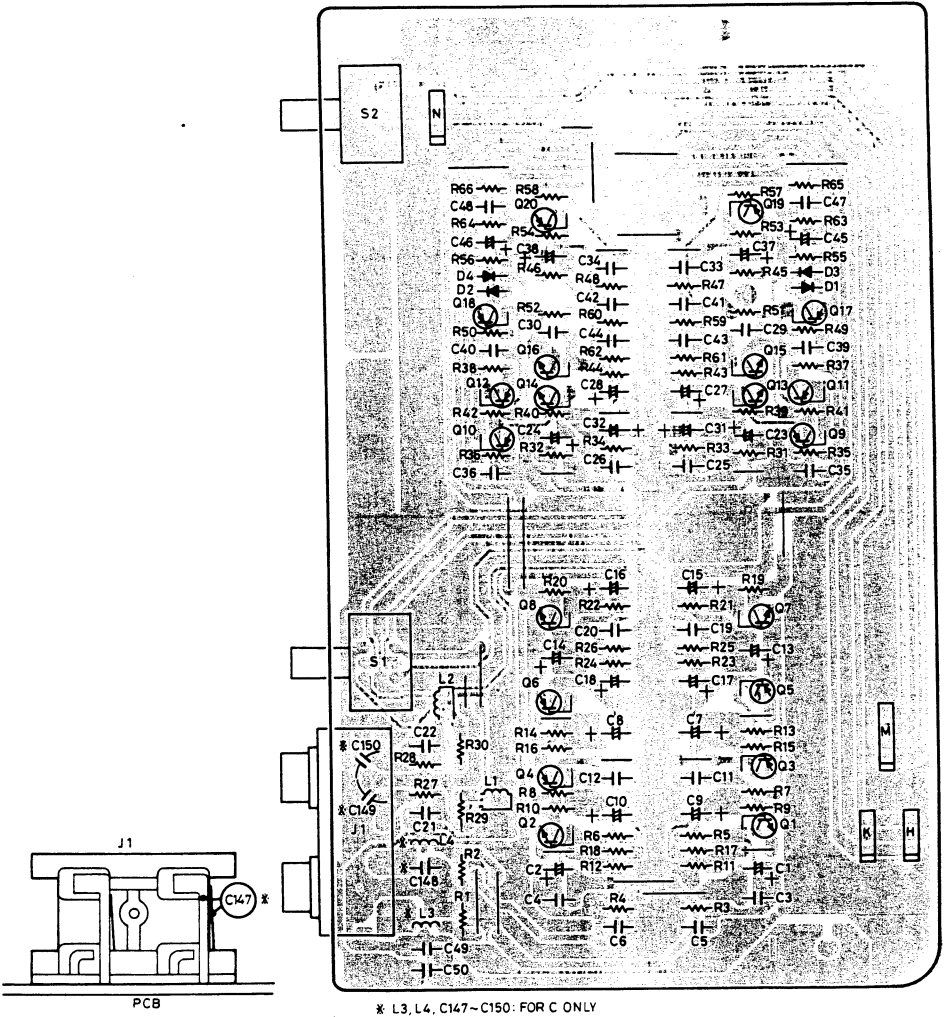 S2
N
R66
C48
R64
C46
R56
D4
D2
Q18
R50
C40
R38
Q12
R42
Q10
R36
C36
R58
Q20
R54
C38
R46
R52
C30
Q16
Q14
R40
C24
R32
C34
R48
C42
R60
C44
R62
R44
C28
C32
R34
C26
C33
R47
C41
R59
C43
R61
R43
C27
C31
R33
C25
R57
Q19
R53
C37
R45
R51
C29
Q15
Q13
R39
C23
R31
R65
C47
R63
C45
R55
D3
D1
Q17
R49
C39
R37
Q11
R41
Q9
R35
C35
R20
Q8
C14
Q6
C16
R22
C20
R26
R24
C18
C15
R21
C19
R25
R23
C17
R19
Q7
C13
Q5
S1
L2
R14
R16
Q4
R8
R10
Q2
C8
C12
C10
R6
R18
R12
C2
C4
R4
C6
C7
C11
C9
R5
R17
R11
R3
C5
R13
R15
Q3
R7
R9
Q1
C1
C3
M
K
H
※ C150
※ C149
J1
C22
R28
R30
R27
L1
R29
C21
※ L4
※ C148
R2
R1
※ L3
C49
C50
J1
C147 ※
PCB
※ L3, L4, C147~C150: FOR C ONLY